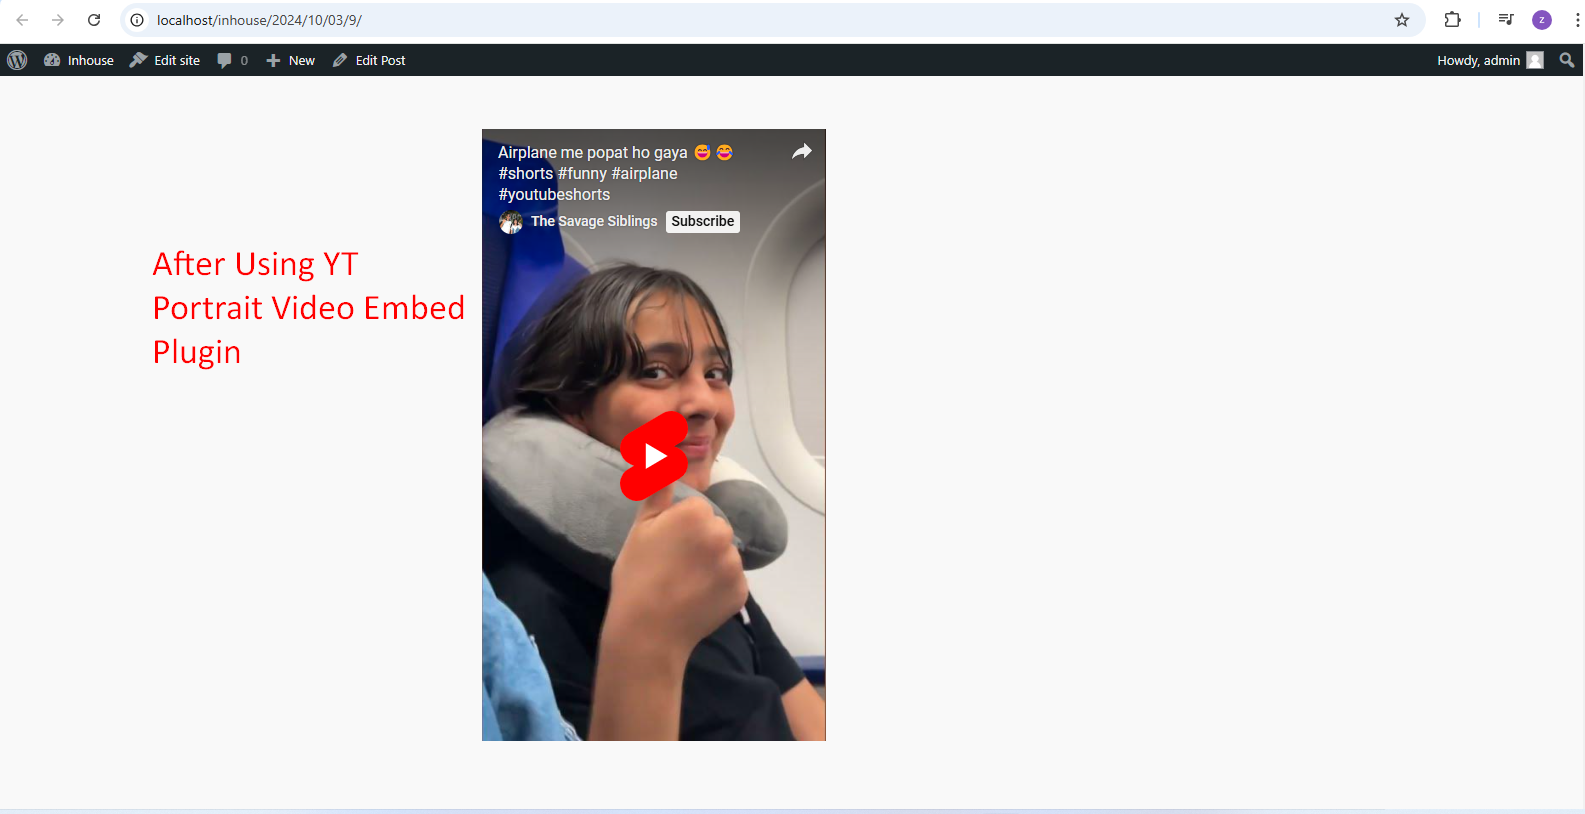 localhost/inhouse/2024/10/03/9/
z
Inhouse
Edit site
0
New
Edit Post
Howdy, admin
Airplane me popat ho gaya 😅 😂
#shorts #funny #airplane
#youtubeshorts
The Savage Siblings
Subscribe
After Using YT
Portrait Video Embed
Plugin